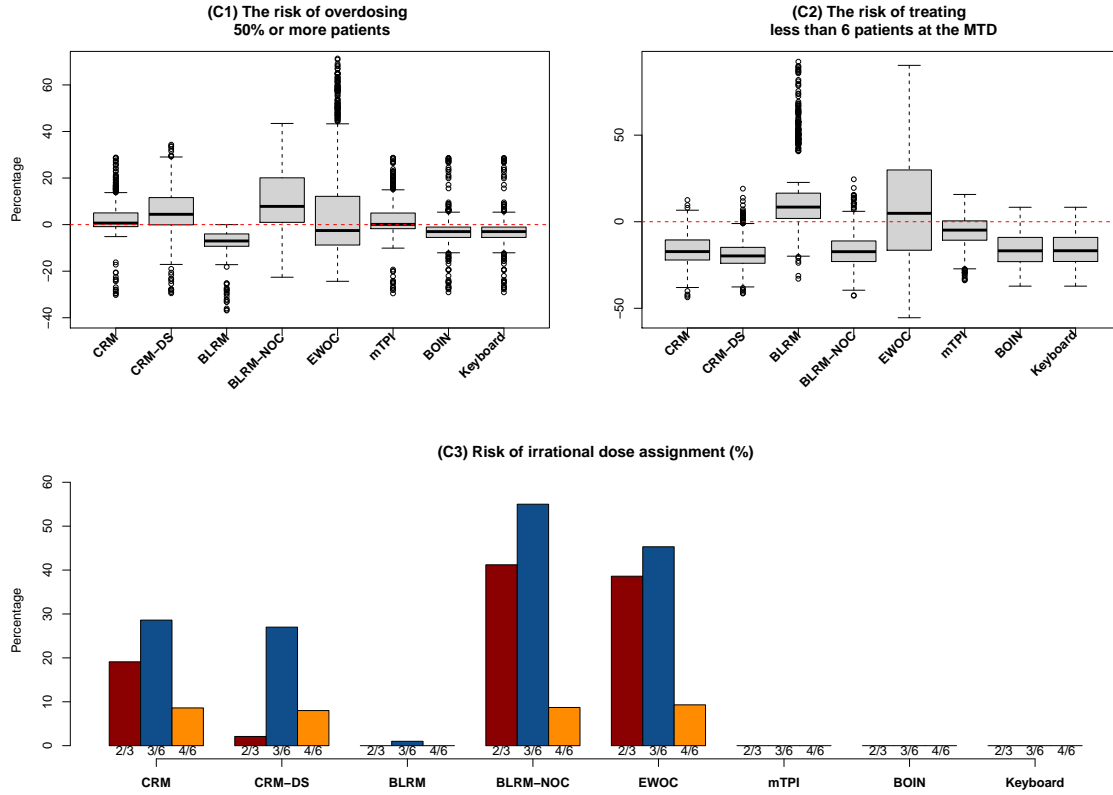 (C1) The risk of overdosing
50% or more patients
Percentage
60
40
20
0
−20
−40
CRM
CRM−DS
BLRM
BLRM−NOC
EWOC
mTPI
BOIN
Keyboard
(C2) The risk of treating
less than 6 patients at the MTD
50
0
−50
CRM
CRM−DS
BLRM
BLRM−NOC
EWOC
mTPI
BOIN
Keyboard
(C3) Risk of irrational dose assignment (%)
Percentage
60
50
40
30
20
10
0
2/3 3/6 4/6 2/3 3/6 4/6 2/3 3/6 4/6 2/3 3/6 4/6 2/3 3/6 4/6 2/3 3/6 4/6 2/3 3/6 4/6 2/3 3/6 4/6
CRM CRM−DS BLRM BLRM−NOC EWOC mTPI BOIN Keyboard